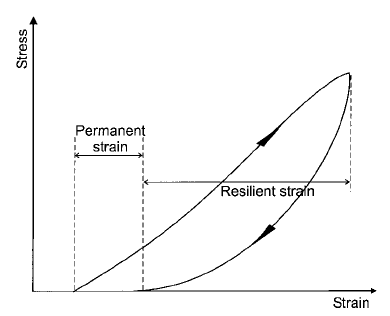 Stress
Permanent
strain
Resilient strain
Strain